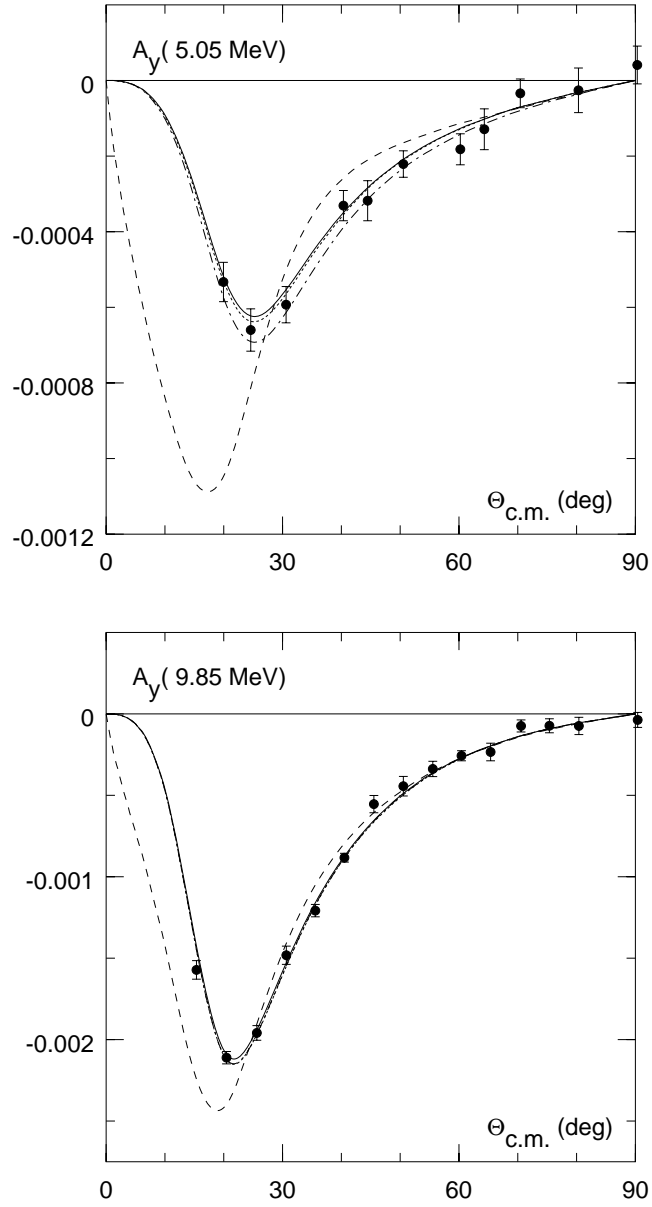 A_y( 5.05 MeV)
0
-0.0004
-0.0008
-0.0012
Θ_c.m. (deg)
0 30 60 90
A_y( 9.85 MeV)
0
-0.001
-0.002
Θ_c.m. (deg)
0 30 60 90